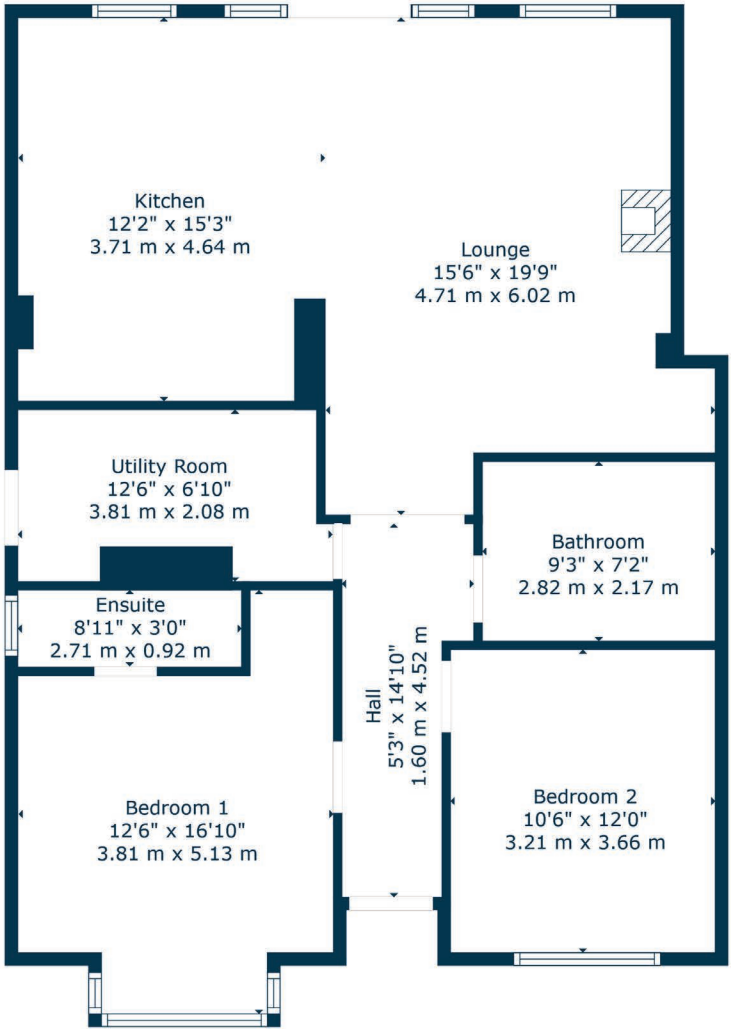 Kitchen
12'2" x 15'3"
3.71 m x 4.64 m
Lounge
15'6" x 19'9"
4.71 m x 6.02 m
Utility Room
12'6" x 6'10"
3.81 m x 2.08 m
Bathroom
9'3" x 7'2"
2.82 m x 2.17 m
Ensuite
8'11" x 3'0"
2.71 m x 0.92 m
Hall
5'3" x 14'10"
1.60 m x 4.52 m
Bedroom 1
12'6" x 16'10"
3.81 m x 5.13 m
Bedroom 2
10'6" x 12'0"
3.21 m x 3.66 m